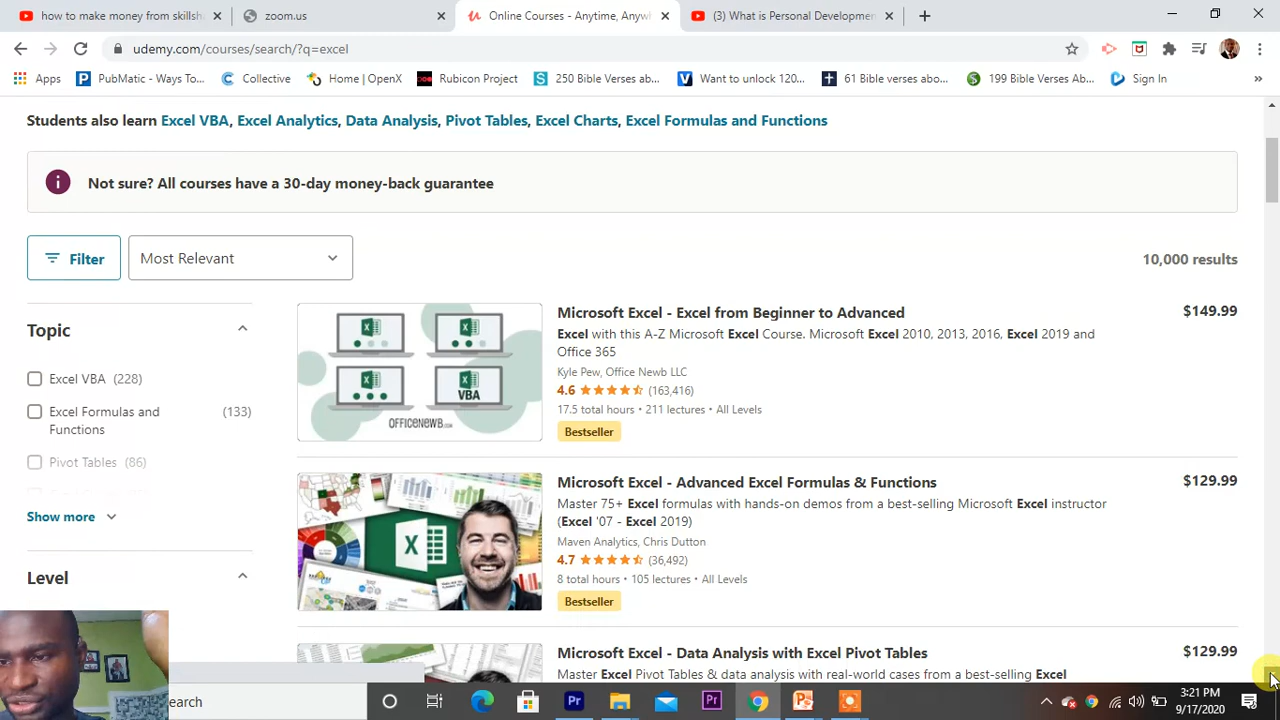 how to make money from skillsh
zoom.us
Online Courses - Anytime, Anyw
(3) What is Personal Developmen
udemy.com/courses/search/?q=excel
Apps
PubMatic - Ways To...
Collective
Home | OpenX
Rubicon Project
250 Bible Verses ab...
Want to unlock 120...
61 Bible verses abo...
199 Bible Verses Ab...
Sign In
Students also learn Excel VBA, Excel Analytics, Data Analysis, Pivot Tables, Excel Charts, Excel Formulas and Functions
Not sure? All courses have a 30-day money-back guarantee
Filter
Most Relevant
10,000 results
Topic
Excel VBA (228)
Excel Formulas and Functions (133)
Pivot Tables (86)
Show more
Level
VBA
OFFICENEWB.COM
Microsoft Excel - Excel from Beginner to Advanced
$149.99
Excel with this A-Z Microsoft Excel Course. Microsoft Excel 2010, 2013, 2016, Excel 2019 and
Office 365
Kyle Pew, Office Newb LLC
4.6 (163,416)
17.5 total hours • 211 lectures • All Levels
Bestseller
Microsoft Excel - Advanced Excel Formulas & Functions
$129.99
Master 75+ Excel formulas with hands-on demos from a best-selling Microsoft Excel instructor
(Excel '07 - Excel 2019)
Maven Analytics, Chris Dutton
4.7 (36,492)
8 total hours • 105 lectures • All Levels
Bestseller
Microsoft Excel - Data Analysis with Excel Pivot Tables
$129.99
Master Excel Pivot Tables & data analysis with real-world cases from a best-selling Excel
search
3:21 PM
9/17/2020